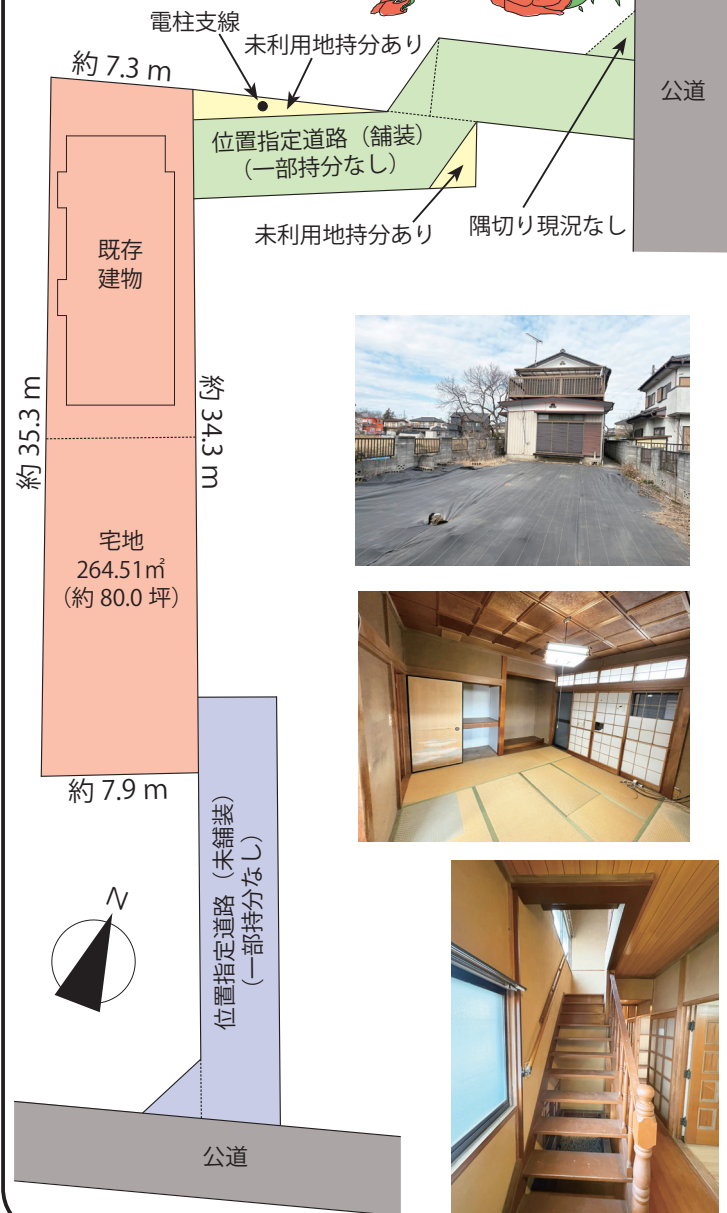 電柱支線
未利用地持分あり
約 7.3 m
公道
位置指定道路（舗装）
（一部持分なし）
未利用地持分あり
隅切り現況なし
既存
建物
約 35.3 m
約 34.3 m
宅地
264.51㎡
（約 80.0 坪）
約 7.9 m
位置指定道路（未舗装）
（一部持分なし）
N
公道